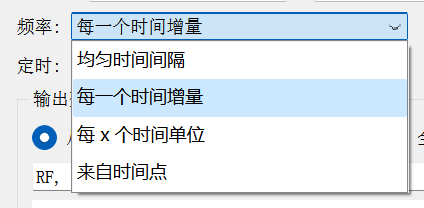 频率: 每一个时间增量
均匀时间间隔
定时:
每一个时间增量
输出
每 x 个时间单位
来自时间点
RF,